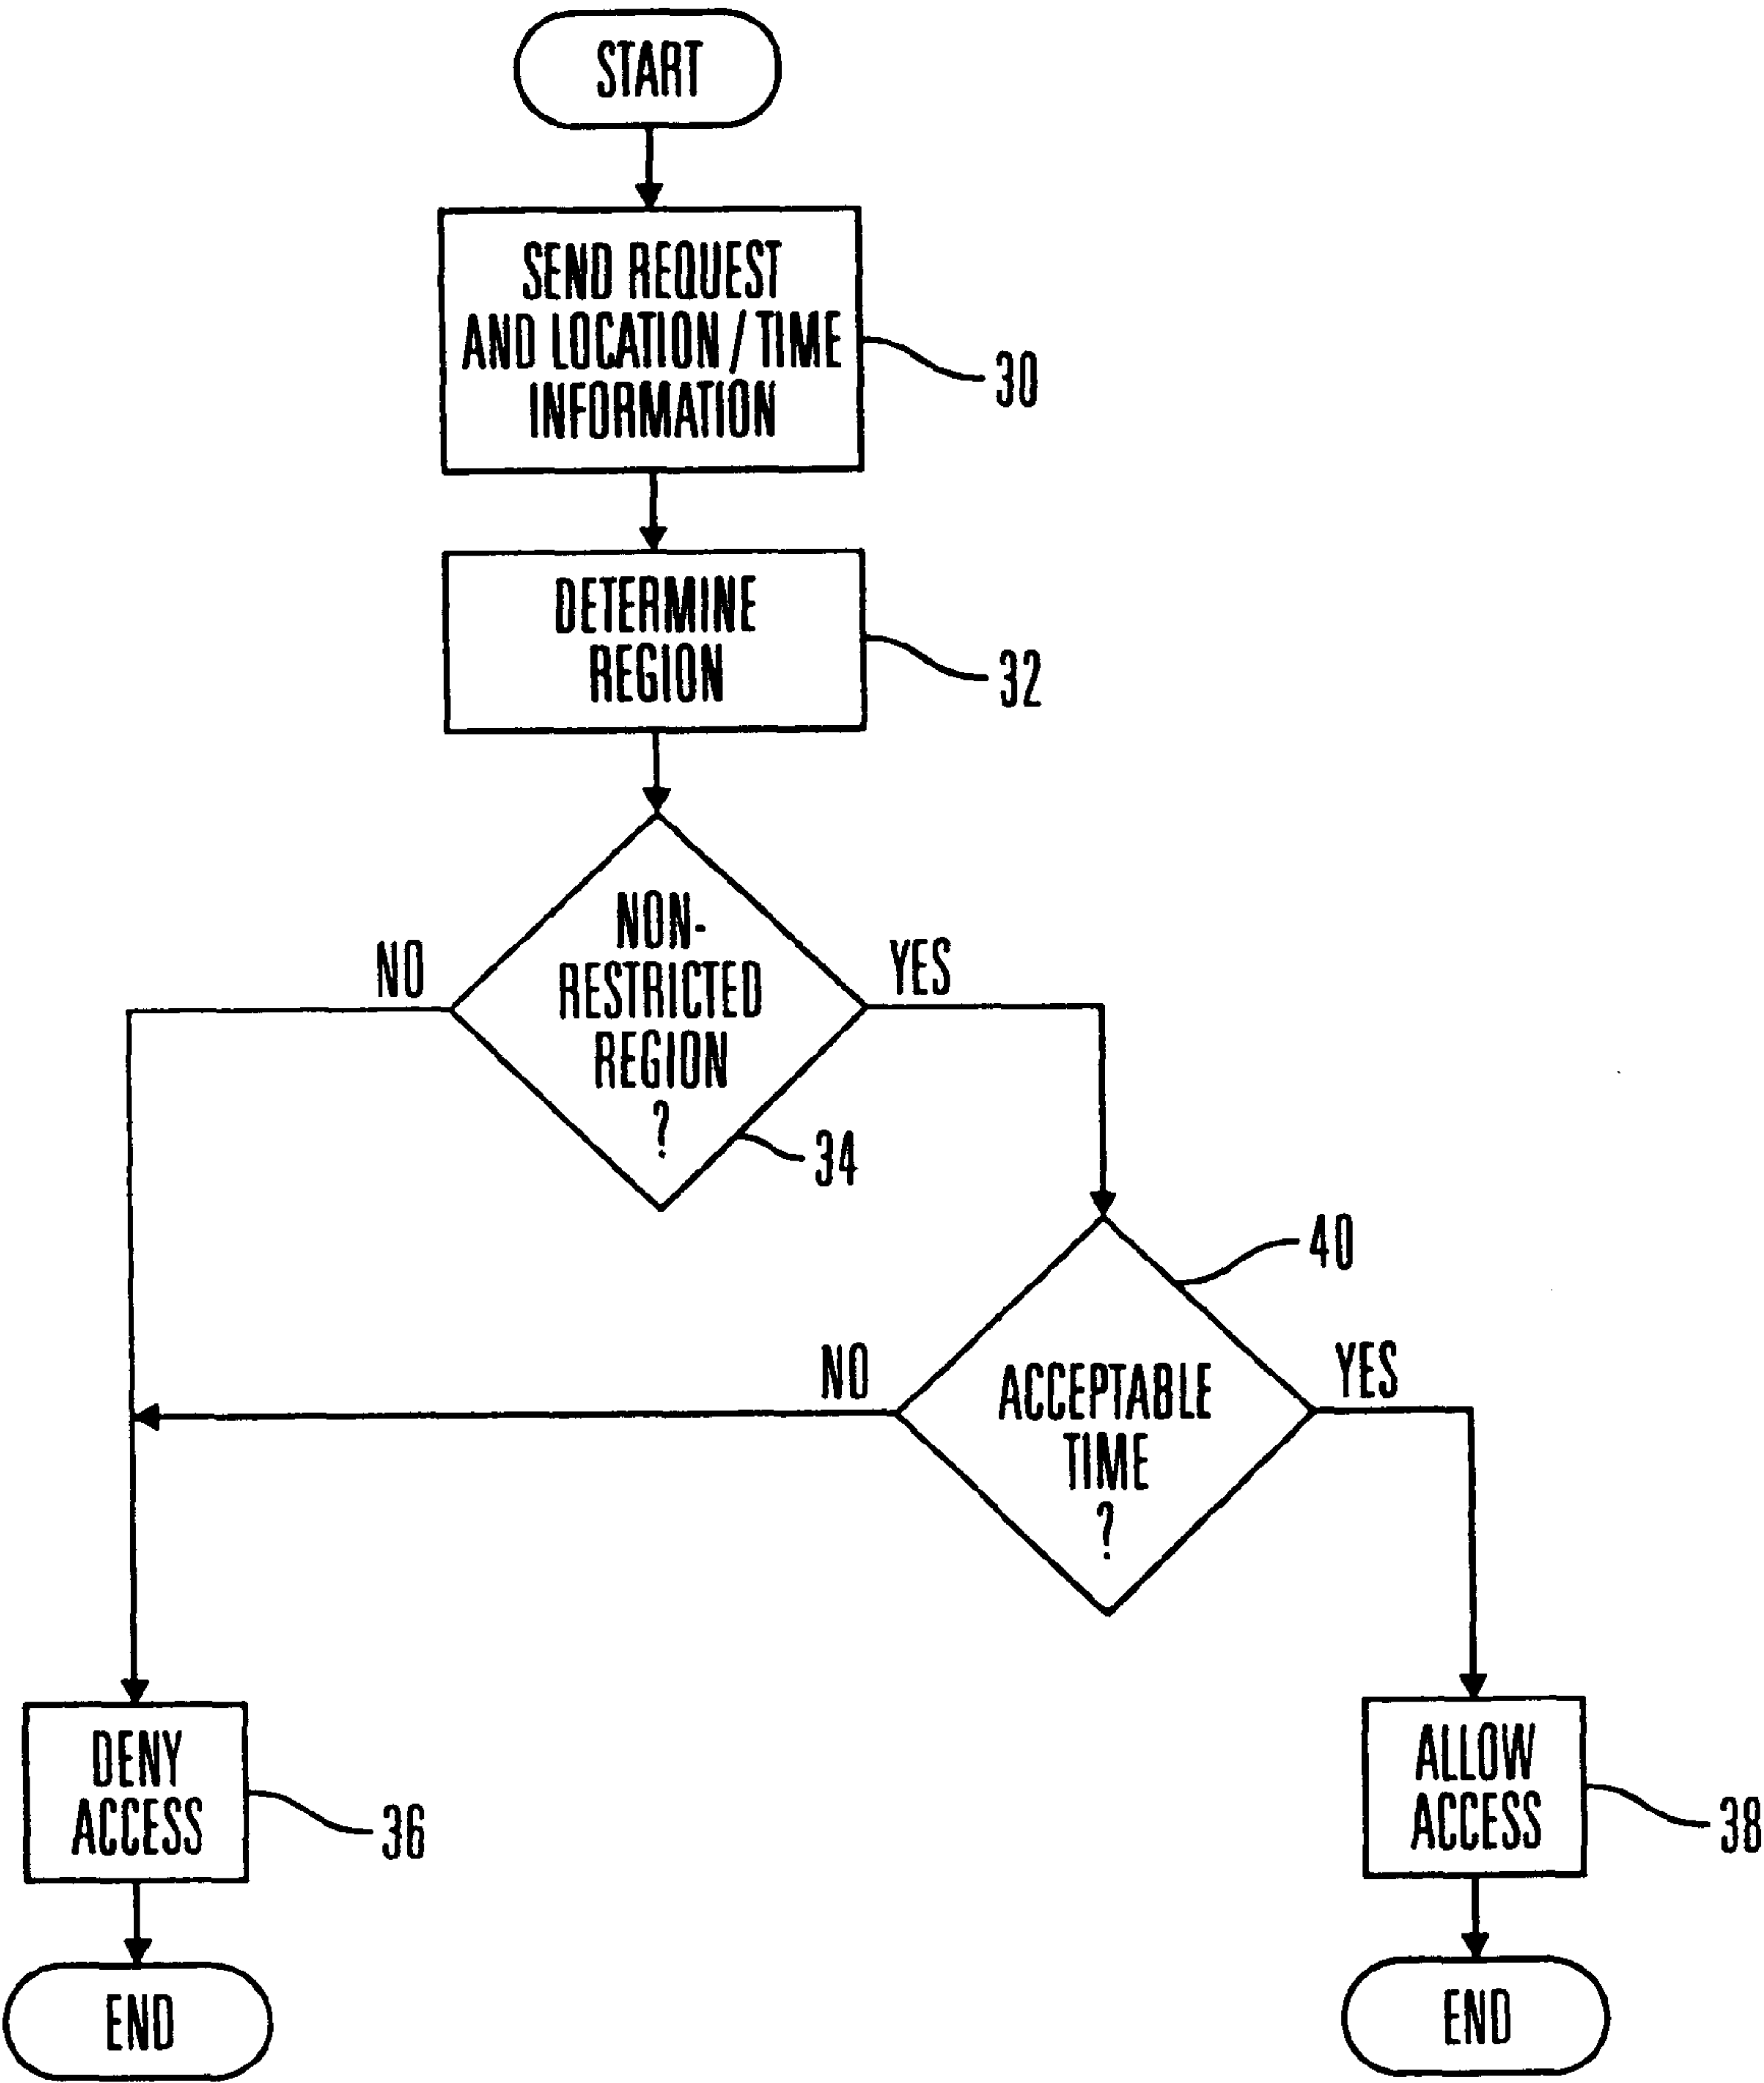 START
SEND REQUEST
AND LOCATION / TIME
INFORMATION
30
DETERMINE
REGION
32
NON-
RESTRICTED
REGION
?
34
NO
YES
40
ACCEPTABLE
TIME
?
NO
YES
DENY
ACCESS
36
ALLOW
ACCESS
38
END
END